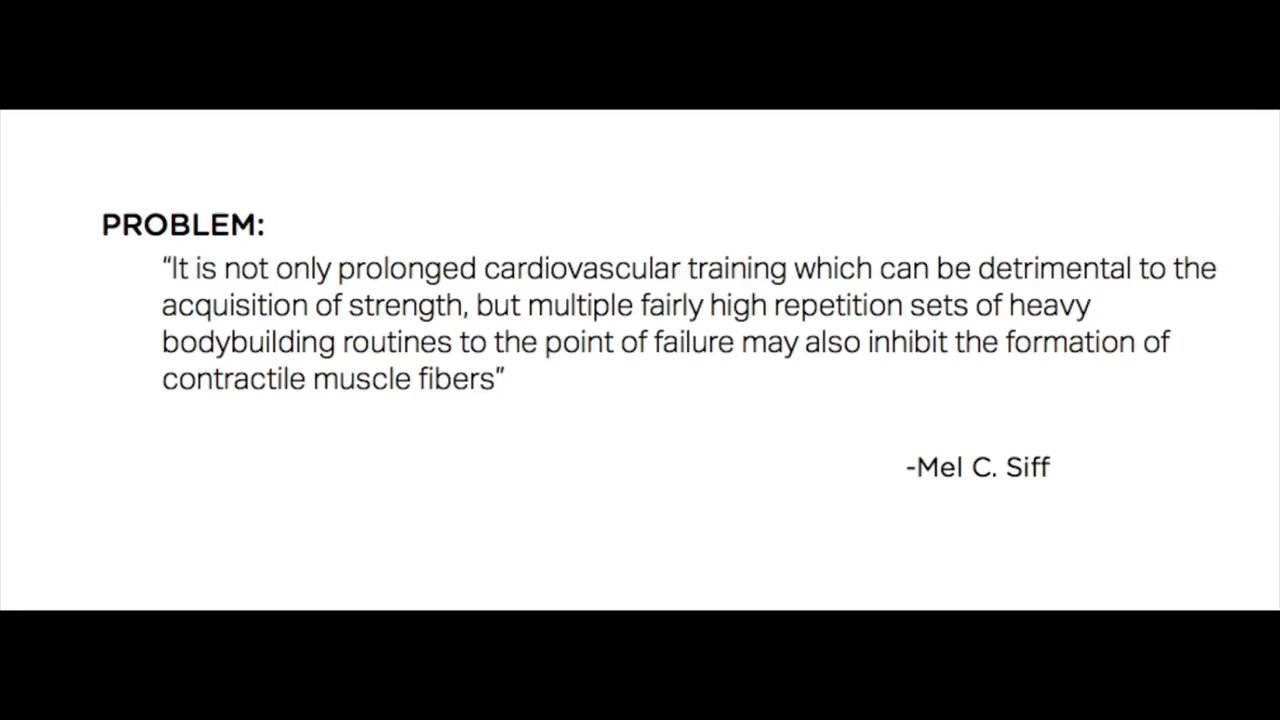 PROBLEM:
“It is not only prolonged cardiovascular training which can be detrimental to the
acquisition of strength, but multiple fairly high repetition sets of heavy
bodybuilding routines to the point of failure may also inhibit the formation of
contractile muscle fibers”
-Mel C. Siff